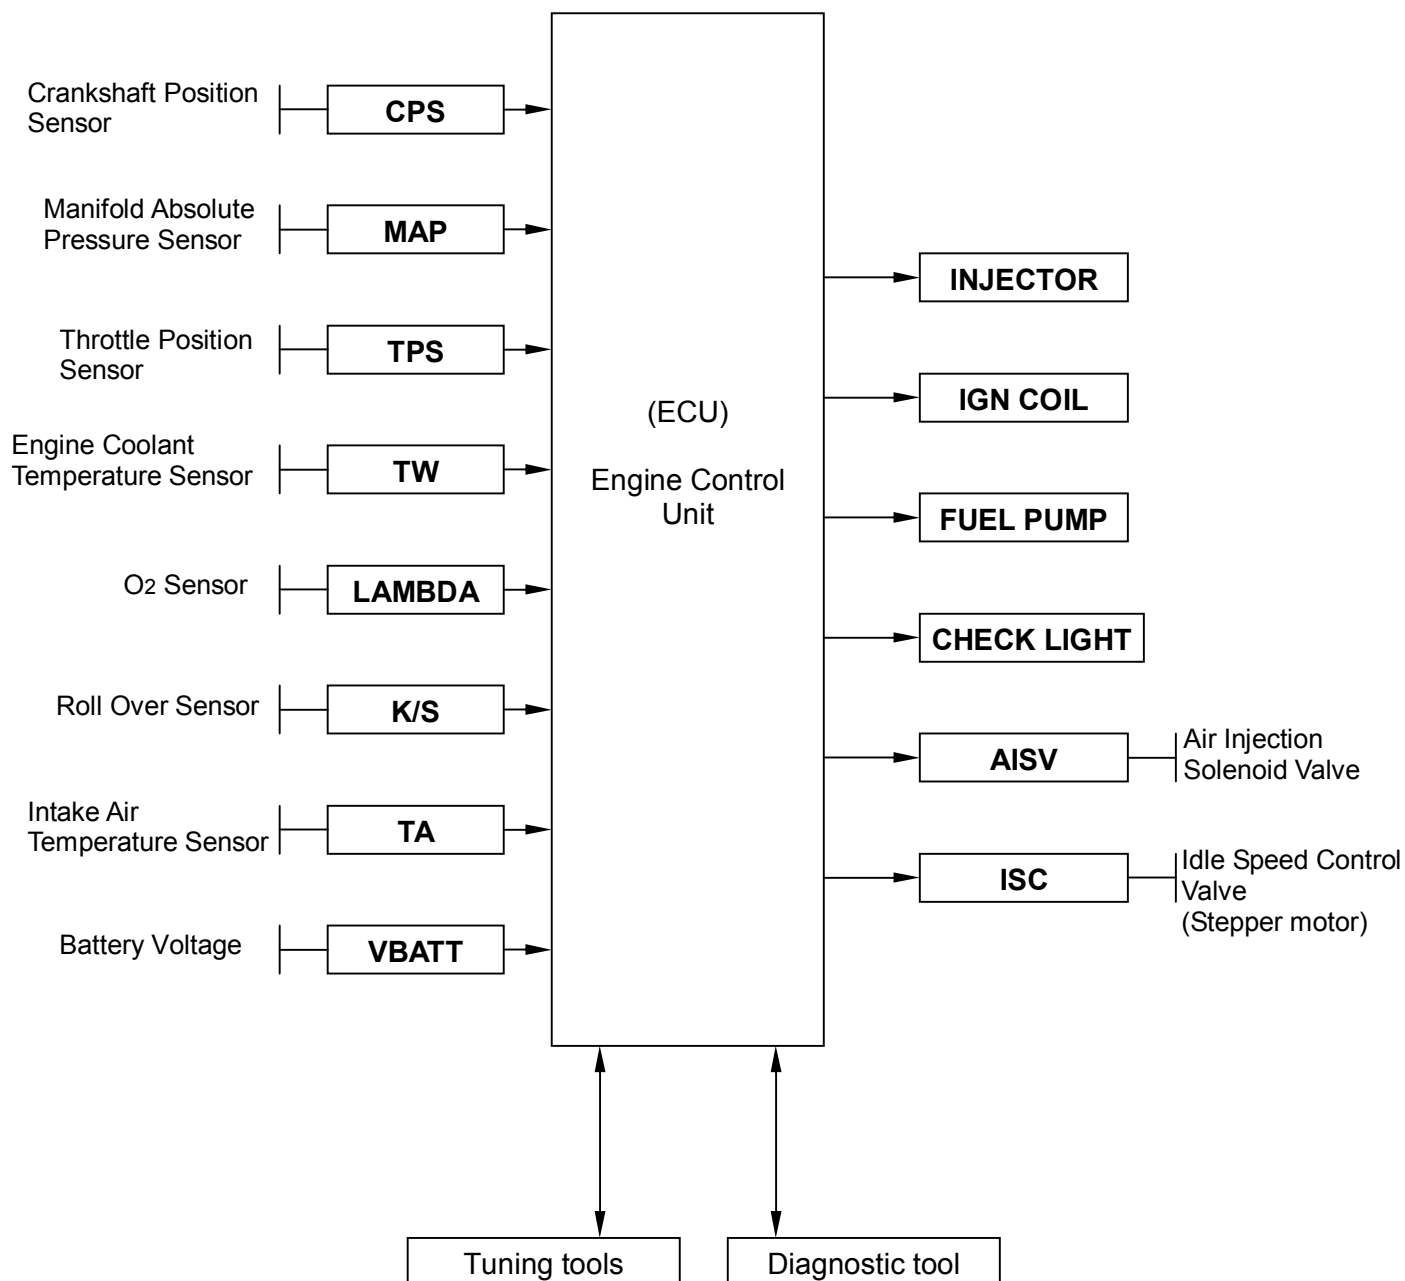 Crankshaft Position
Sensor
CPS
Manifold Absolute
Pressure Sensor
MAP
Throttle Position
Sensor
TPS
Engine Coolant
Temperature Sensor
TW
O2 Sensor
LAMBDA
Roll Over Sensor
K/S
Intake Air
Temperature Sensor
TA
Battery Voltage
VBATT
(ECU)
Engine Control
Unit
INJECTOR
IGN COIL
FUEL PUMP
CHECK LIGHT
AISV
Air Injection
Solenoid Valve
ISC
Idle Speed Control
Valve
(Stepper motor)
Tuning tools
Diagnostic tool